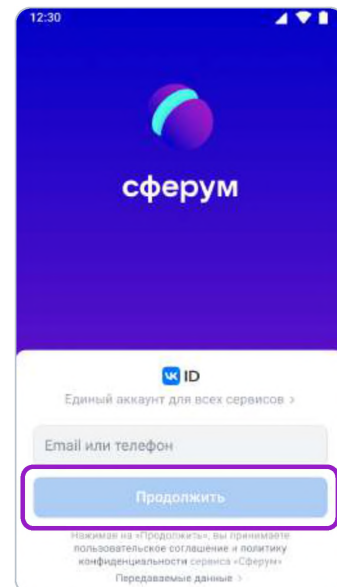 12:30
сферум
VK ID
Единый аккаунт для всех сервисов >
Email или телефон
Продолжить
Нажимая на «Продолжить», вы принимаете
пользовательское соглашение и политику
конфиденциальности сервиса «Сферум»
Передаваемые данные >